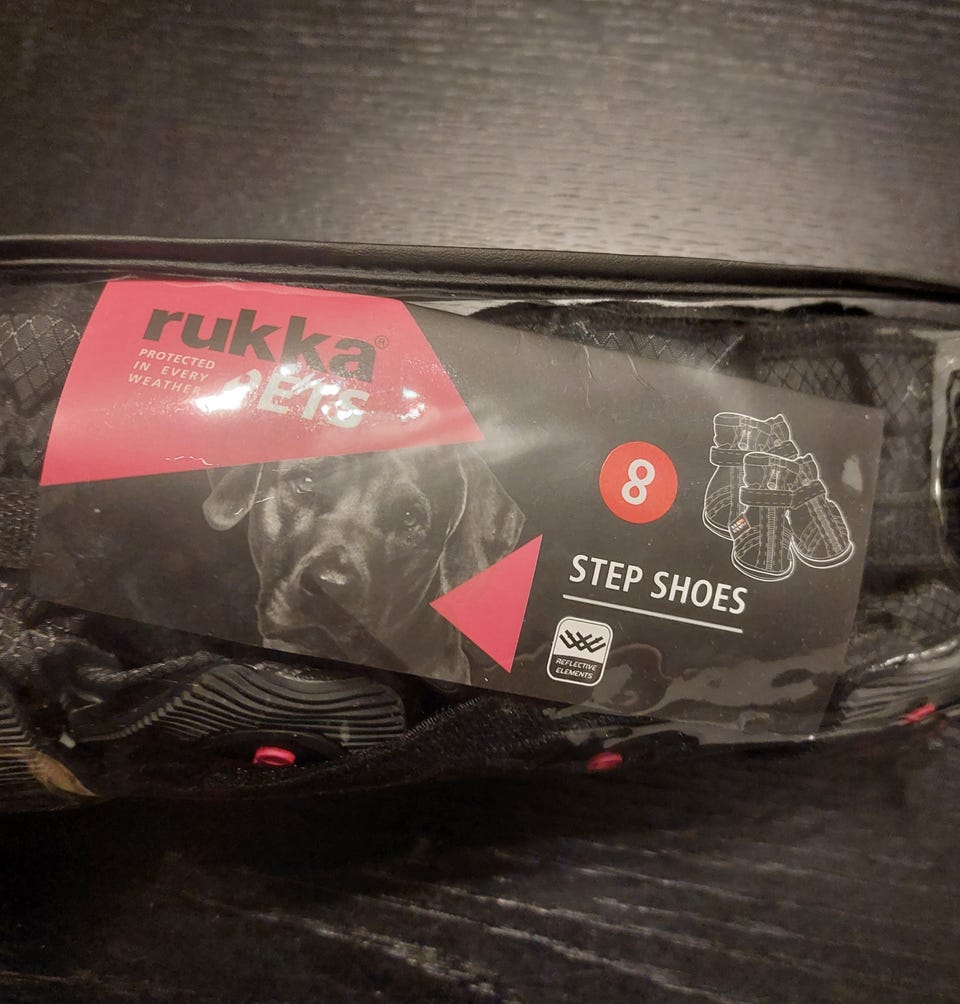 rukka®
PROTECTED
IN EVERY
WEATHER
PETS
8
STEP SHOES
REFLECTIVE
ELEMENTS